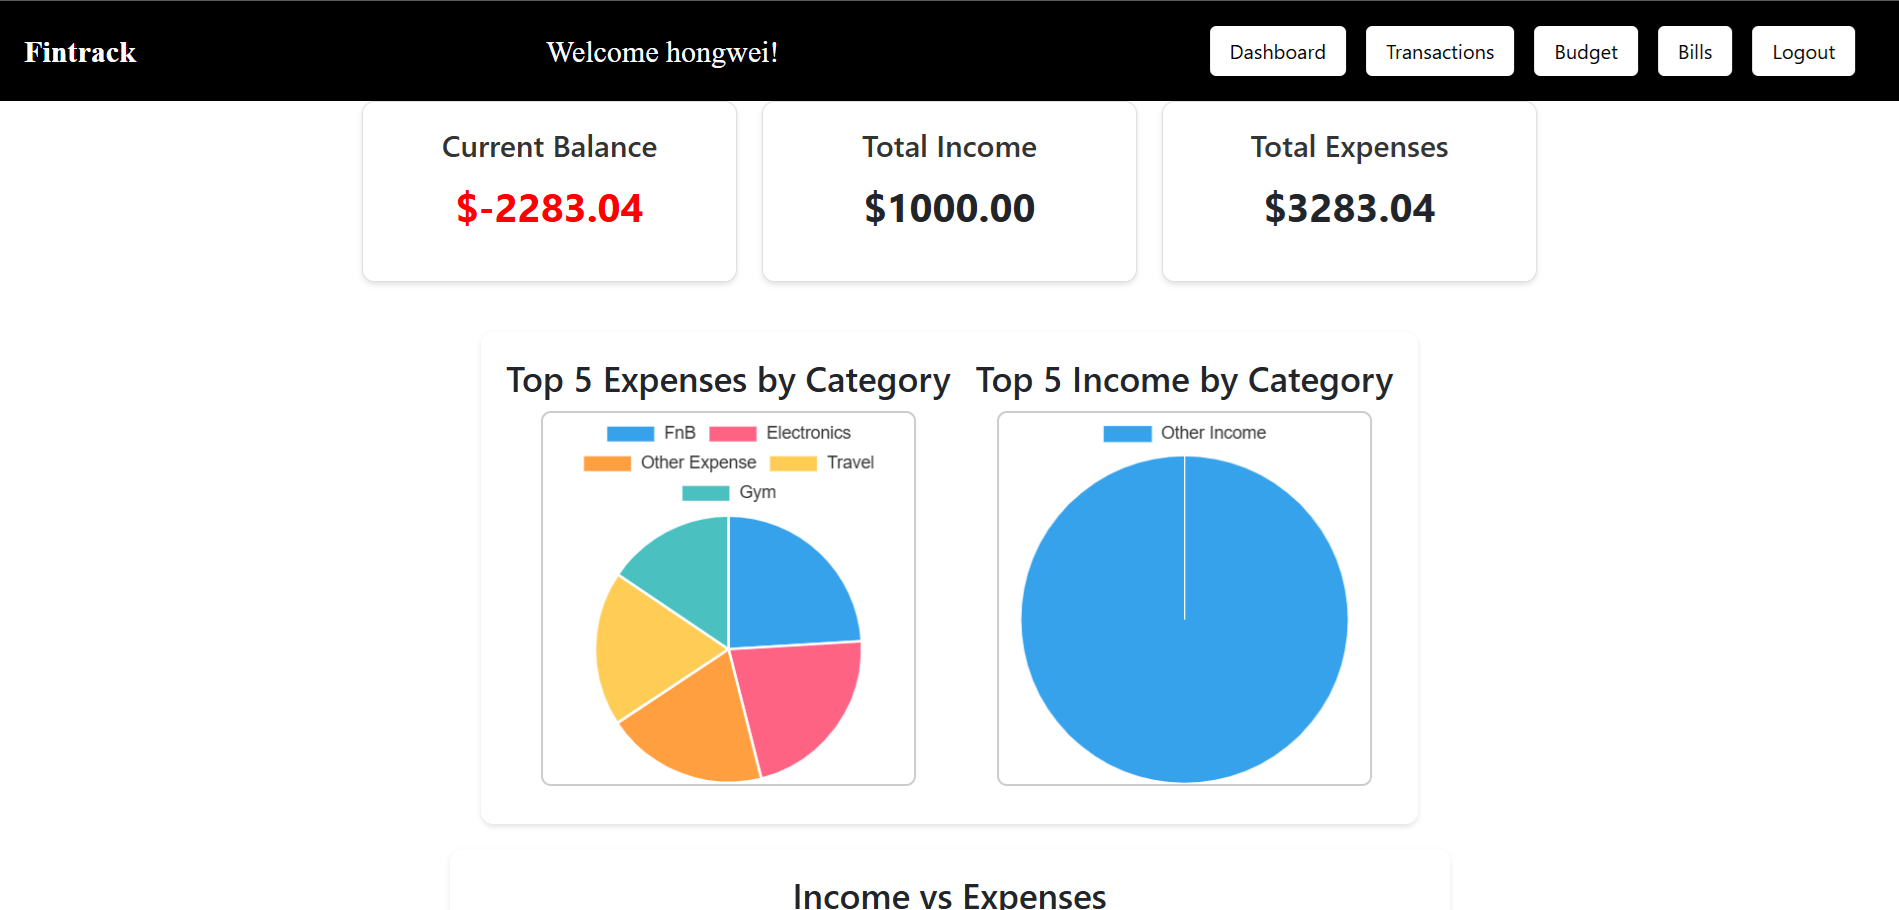 Fintrack
Welcome hongwei!
Dashboard
Transactions
Budget
Bills
Logout
Current Balance
$-2283.04
Total Income
$1000.00
Total Expenses
$3283.04
Top 5 Expenses by Category
FnB Electronics
Other Expense Travel
Gym
Top 5 Income by Category
Other Income
Income vs Expenses